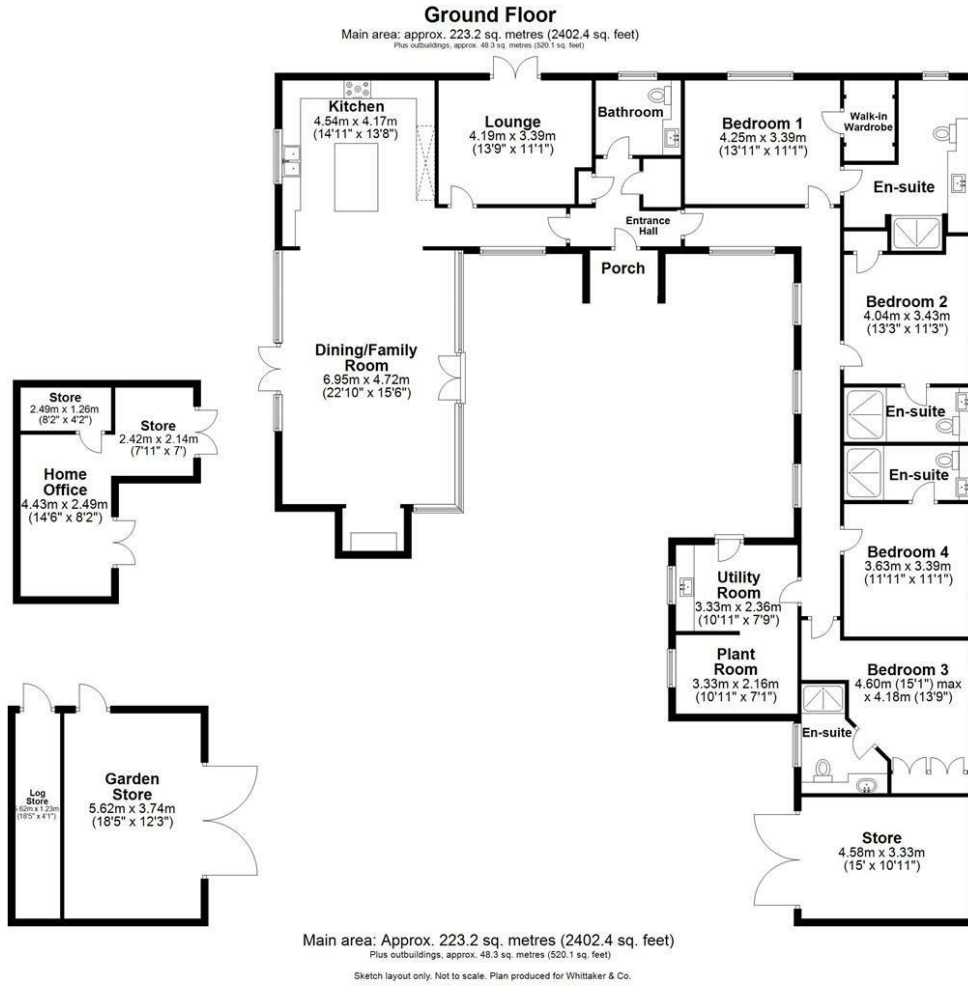 Ground Floor
Main area: approx. 223.2 sq. metres (2402.4 sq. feet)
Plus outbuildings, approx. 48.3 sq. metres (520.1 sq. feet)
Kitchen
4.54m x 4.17m
(14'11" x 13'8")
Lounge
4.19m x 3.39m
(13'9" x 11'1")
Bathroom
Bedroom 1
4.25m x 3.39m
(13'11" x 11'1")
Walk-in
Wardrobe
En-suite
Entrance
Hall
Porch
Bedroom 2
4.04m x 3.43m
(13'3" x 11'3")
Dining/Family
Room
6.95m x 4.72m
(22'10" x 15'6")
Store
2.49m x 1.26m
(8'2" x 4'2")
Store
2.42m x 2.14m
(7'11" x 7')
En-suite
En-suite
Home
Office
4.43m x 2.49m
(14'6" x 8'2")
Bedroom 4
3.63m x 3.39m
(11'11" x 11'1")
Utility
Room
3.33m x 2.36m
(10'11" x 7'9")
Plant
Room
3.33m x 2.16m
(10'11" x 7'1")
Bedroom 3
4.60m (15'1") max
x 4.18m (13'9")
En-suite
Log
Store
5.62m x 1.23m
(18'5" x 4'1")
Garden
Store
5.62m x 3.74m
(18'5" x 12'3")
Store
4.58m x 3.33m
(15' x 10'11")
Main area: Approx. 223.2 sq. metres (2402.4 sq. feet)
Plus outbuildings, approx. 48.3 sq. metres (520.1 sq. feet)
Sketch layout only. Not to scale. Plan produced for Whittaker & Co.